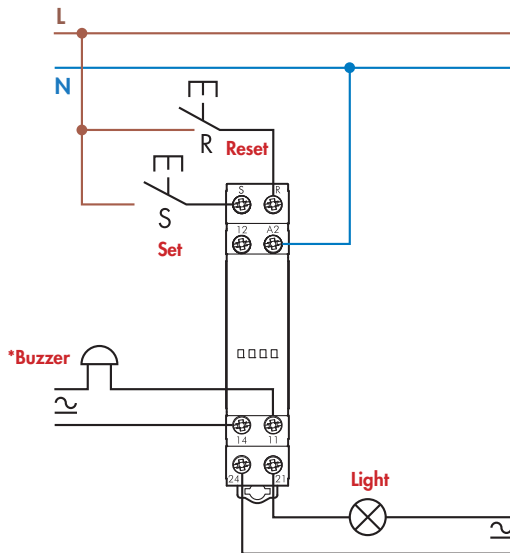 L
N
R
Reset
S
Set
S R
12 A2
*Buzzer
14 11
24 21
Light